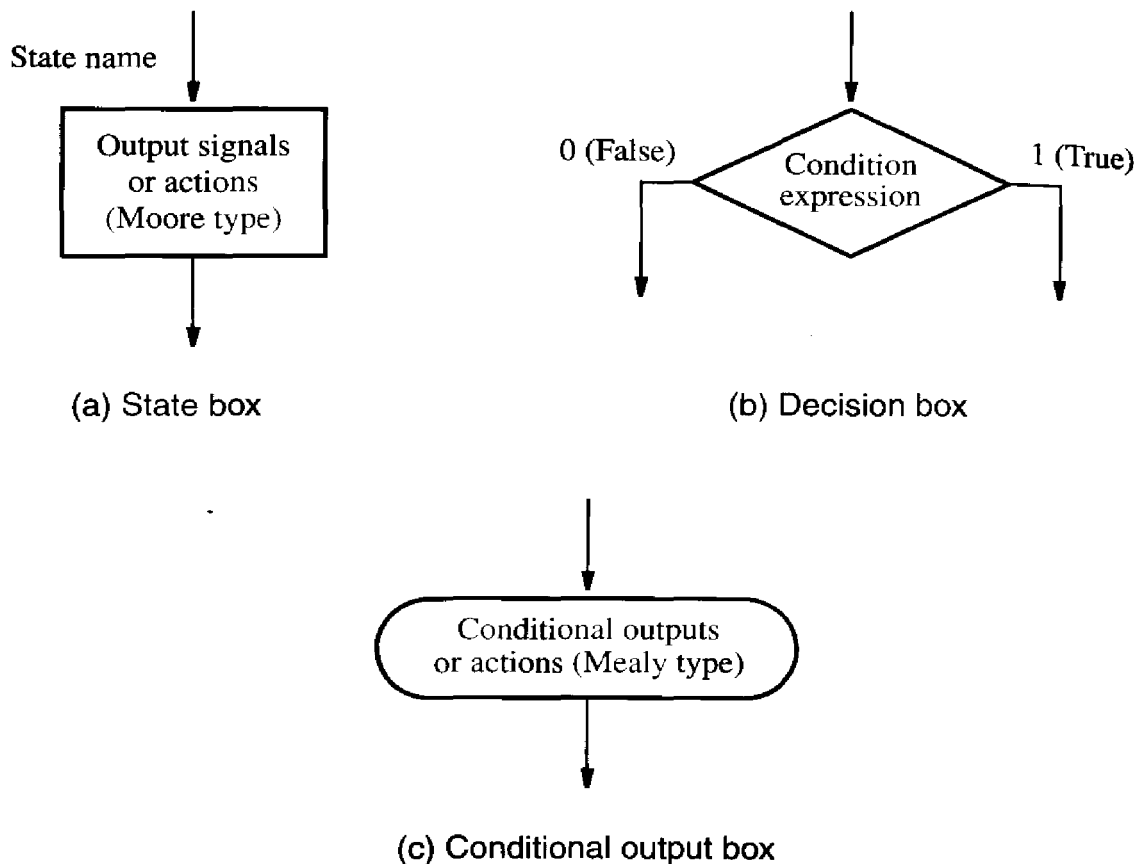 State name
Output signals
or actions
(Moore type)
(a) State box
0 (False)
Condition
expression
1 (True)
(b) Decision box
Conditional outputs
or actions (Mealy type)
(c) Conditional output box